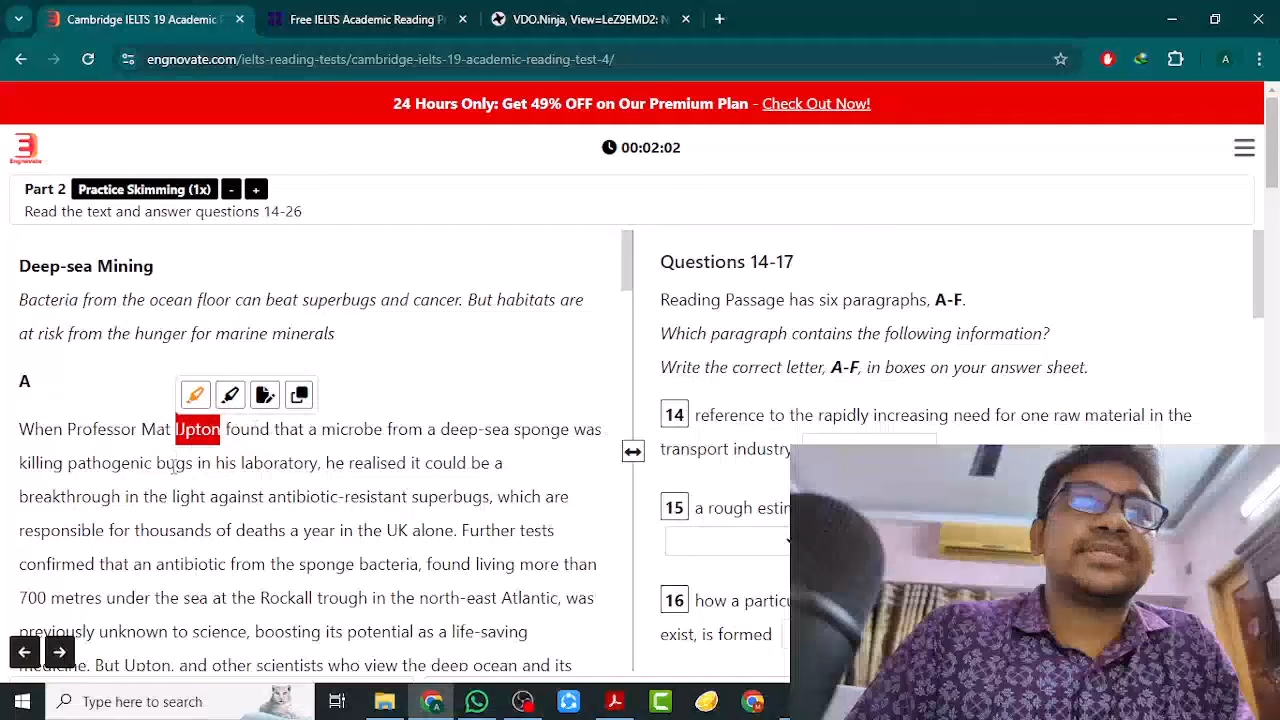 Cambridge IELTS 19 Academic
Free IELTS Academic Reading
VDO.Ninja, View=LeZ9EMD2:
engnovate.com/ielts-reading-tests/cambridge-ielts-19-academic-reading-test-4/
A
24 Hours Only: Get 49% OFF on Our Premium Plan - Check Out Now!
Engnovate
00:02:02
Part 2 Practice Skimming (1x) - +
Read the text and answer questions 14-26
Deep-sea Mining
Bacteria from the ocean floor can beat superbugs and cancer. But habitats are
at risk from the hunger for marine minerals
A
When Professor Mat Upton found that a microbe from a deep-sea sponge was
killing pathogenic bugs in his laboratory, he realised it could be a
breakthrough in the light against antibiotic-resistant superbugs, which are
responsible for thousands of deaths a year in the UK alone. Further tests
confirmed that an antibiotic from the sponge bacteria, found living more than
700 metres under the sea at the Rockall trough in the north-east Atlantic, was
previously unknown to science, boosting its potential as a life-saving
medicine. But Upton, and other scientists who view the deep ocean and its
Questions 14-17
Reading Passage has six paragraphs, A-F.
Which paragraph contains the following information?
Write the correct letter, A-F, in boxes on your answer sheet.
14 reference to the rapidly increasing need for one raw material in the
transport industry
15 a rough
16 how a
exist, is formed
Type here to search